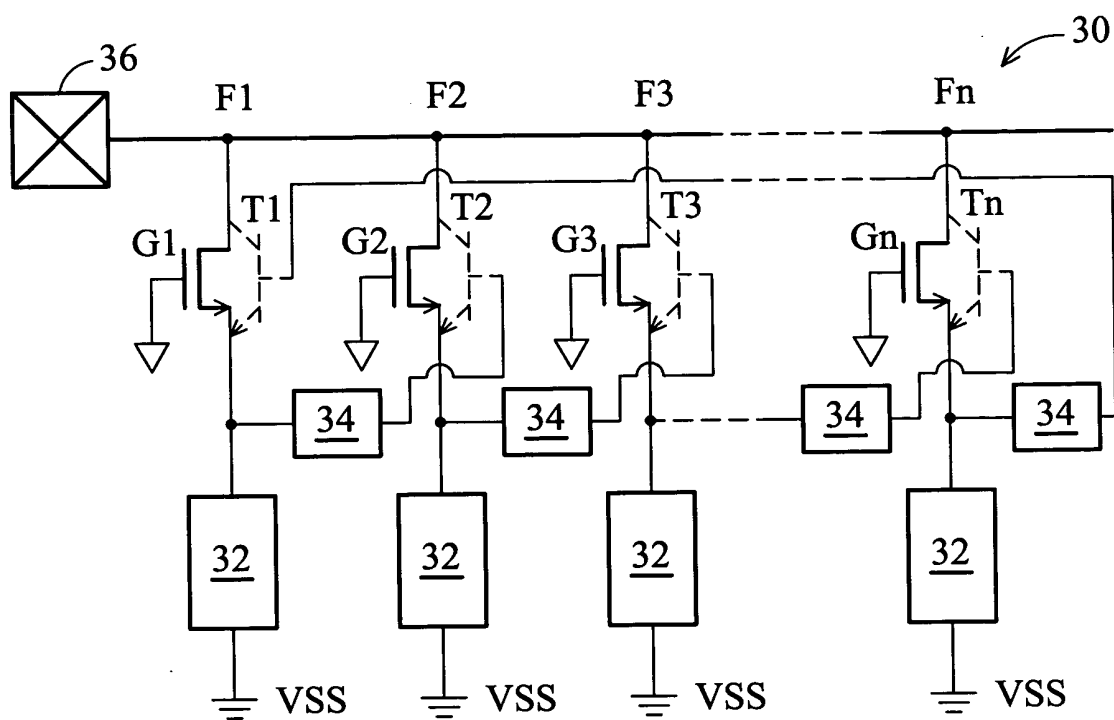 30
36
F1 F2 F3 Fn
T1 T2 T3 Tn
G1 G2 G3 Gn
34 34 34 34
32 32 32 32
VSS VSS VSS VSS